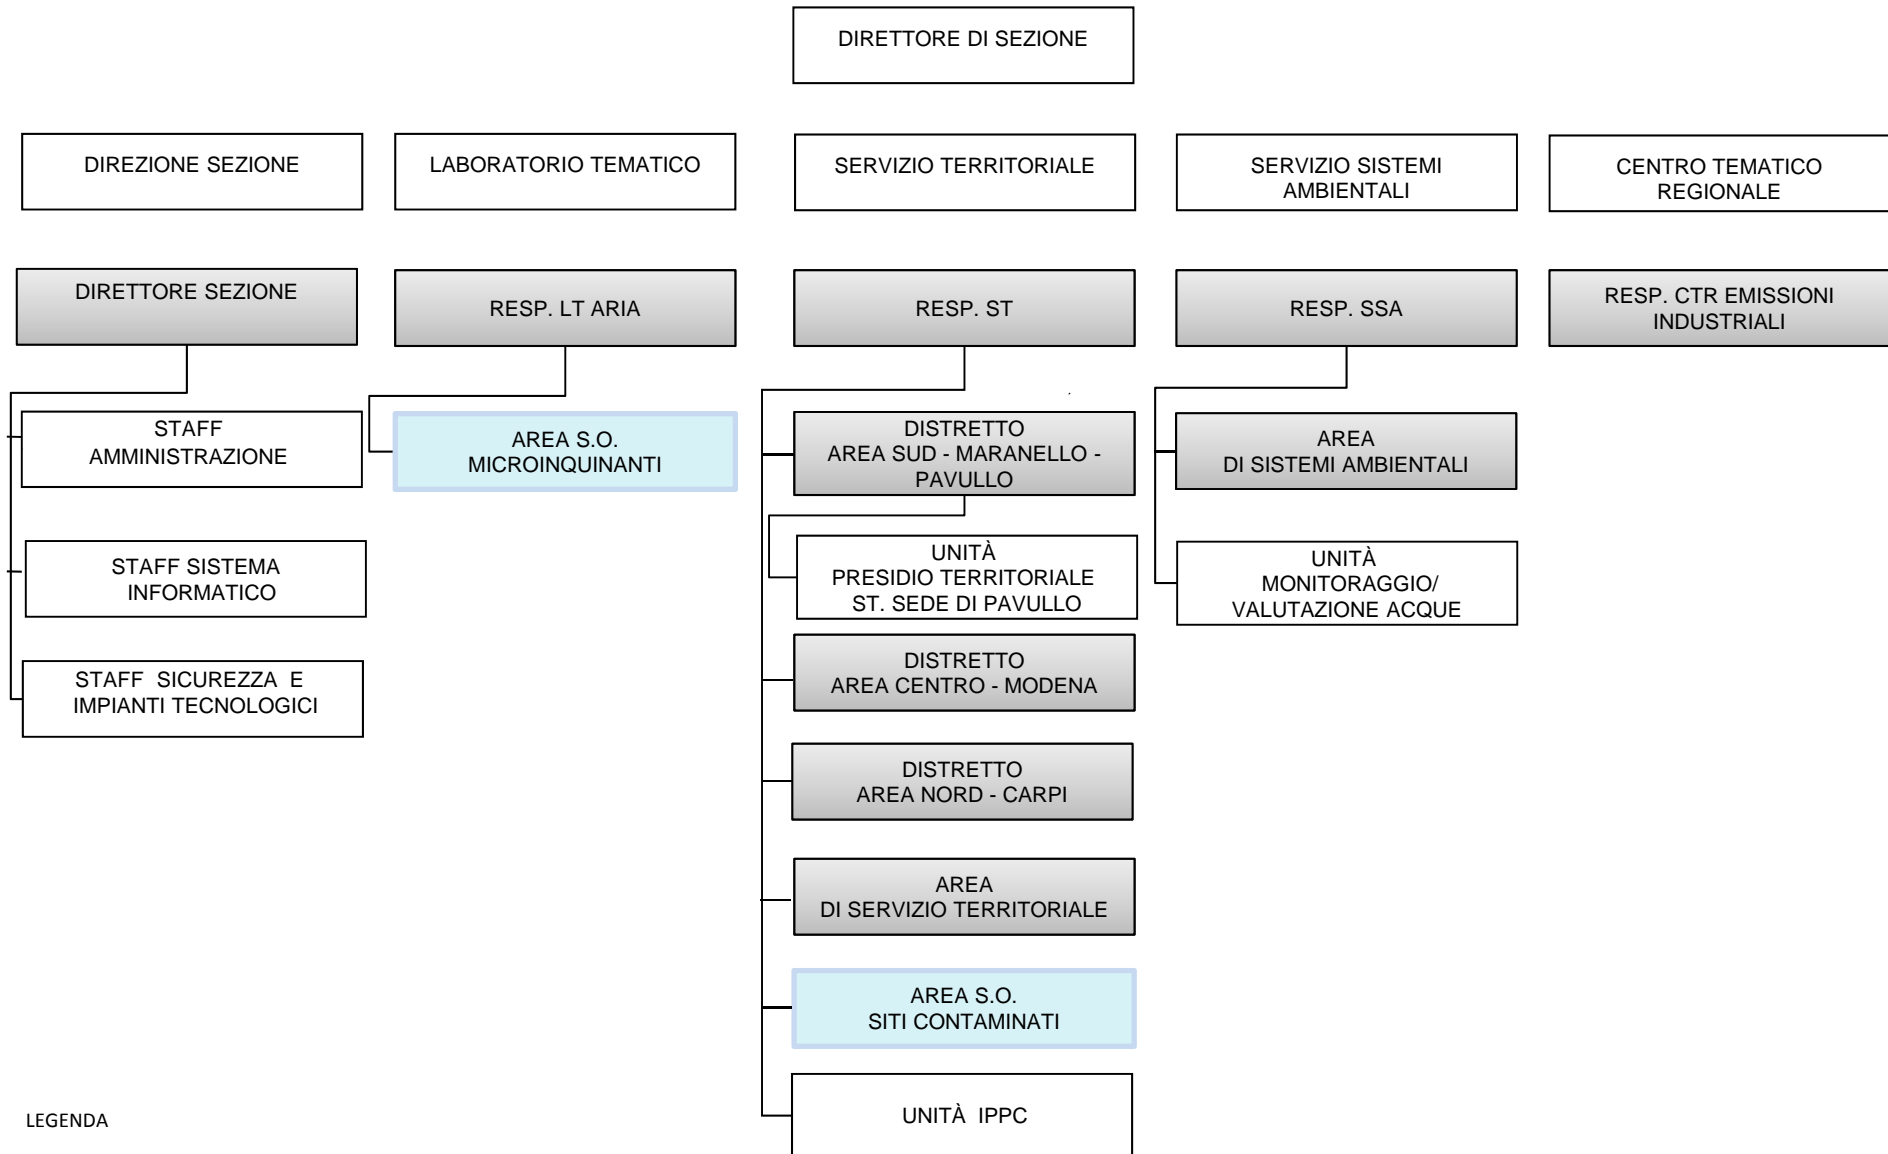 DIRETTORE DI SEZIONE
DIREZIONE SEZIONE
LABORATORIO TEMATICO
SERVIZIO TERRITORIALE
SERVIZIO SISTEMI
AMBIENTALI
CENTRO TEMATICO
REGIONALE
DIRETTORE SEZIONE
RESP. LT ARIA
RESP. ST
RESP. SSA
RESP. CTR EMISSIONI
INDUSTRIALI
STAFF
AMMINISTRAZIONE
STAFF SISTEMA
INFORMATICO
STAFF SICUREZZA E
IMPIANTI TECNOLOGICI
AREA S.O.
MICROINQUINANTI
DISTRETTO
AREA SUD - MARANELLO -
PAVULLO
UNITÀ
PRESIDIO TERRITORIALE
ST. SEDE DI PAVULLO
DISTRETTO
AREA CENTRO - MODENA
DISTRETTO
AREA NORD - CARPI
AREA
DI SERVIZIO TERRITORIALE
AREA S.O.
SITI CONTAMINATI
UNITÀ IPPC
AREA
DI SISTEMI AMBIENTALI
UNITÀ
MONITORAGGIO/
VALUTAZIONE ACQUE
LEGENDA